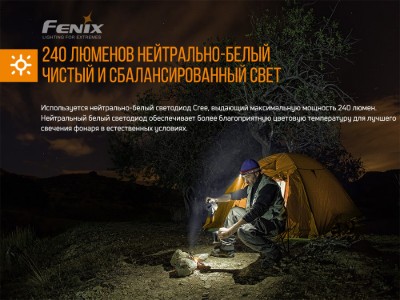 FENIX
LIGHTING FOR EXTREMES
240 ЛЮМЕНОВ НЕЙТРАЛЬНО-БЕЛЫЙ
ЧИСТЫЙ И СБАЛАНСИРОВАННЫЙ СВЕТ
Используется нейтрально-белый светодиод Cree, выдающий максимальную мощность 240 люмен.
Нейтральный белый светодиод обеспечивает более благоприятную цветовую температуру для лучшего
свечения фонаря в естественных условиях.